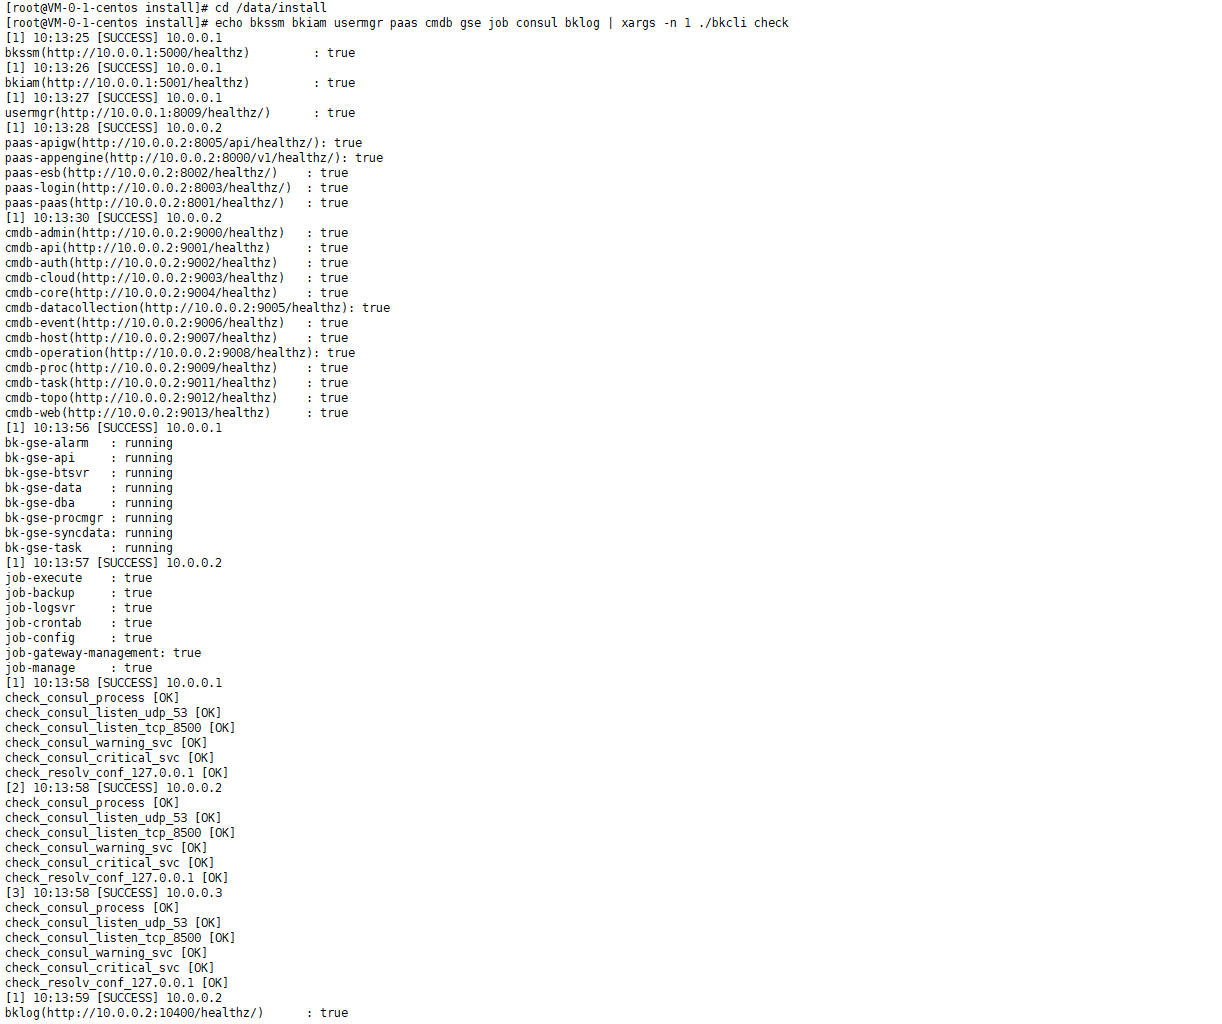 [root@VM-0-1-centos install]# cd /data/install
[root@VM-0-1-centos install]# echo bkssm bkiam usermgr paas cmdb gse job consul bklog | xargs -n 1 ./bkcli check
[1] 10:13:25 [SUCCESS] 10.0.0.1
bkssm(http://10.0.0.1:5000/healthz)         : true
[1] 10:13:26 [SUCCESS] 10.0.0.1
bkiam(http://10.0.0.1:5001/healthz)         : true
[1] 10:13:27 [SUCCESS] 10.0.0.1
usermgr(http://10.0.0.1:8009/healthz/)      : true
[1] 10:13:28 [SUCCESS] 10.0.0.2
paas-apigw(http://10.0.0.2:8005/api/healthz/): true
paas-appengine(http://10.0.0.2:8000/v1/healthz/): true
paas-esb(http://10.0.0.2:8002/healthz/)    : true
paas-login(http://10.0.0.2:8003/healthz/)  : true
paas-paas(http://10.0.0.2:8001/healthz/)   : true
[1] 10:13:30 [SUCCESS] 10.0.0.2
cmdb-admin(http://10.0.0.2:9000/healthz)   : true
cmdb-api(http://10.0.0.2:9001/healthz)     : true
cmdb-auth(http://10.0.0.2:9002/healthz)    : true
cmdb-cloud(http://10.0.0.2:9003/healthz)   : true
cmdb-core(http://10.0.0.2:9004/healthz)    : true
cmdb-datacollection(http://10.0.0.2:9005/healthz): true
cmdb-event(http://10.0.0.2:9006/healthz)   : true
cmdb-host(http://10.0.0.2:9007/healthz)    : true
cmdb-operation(http://10.0.0.2:9008/healthz): true
cmdb-proc(http://10.0.0.2:9009/healthz)    : true
cmdb-task(http://10.0.0.2:9011/healthz)    : true
cmdb-topo(http://10.0.0.2:9012/healthz)    : true
cmdb-web(http://10.0.0.2:9013/healthz)     : true
[1] 10:13:56 [SUCCESS] 10.0.0.1
bk-gse-alarm   : running
bk-gse-api     : running
bk-gse-btsvr   : running
bk-gse-data    : running
bk-gse-dba     : running
bk-gse-procmgr : running
bk-gse-syncdata: running
bk-gse-task    : running
[1] 10:13:57 [SUCCESS] 10.0.0.2
job-execute    : true
job-backup     : true
job-logsvr     : true
job-crontab    : true
job-config     : true
job-gateway-management: true
job-manage     : true
[1] 10:13:58 [SUCCESS] 10.0.0.1
check_consul_process [OK]
check_consul_listen_udp_53 [OK]
check_consul_listen_tcp_8500 [OK]
check_consul_warning_svc [OK]
check_consul_critical_svc [OK]
check_resolv_conf_127.0.0.1 [OK]
[2] 10:13:58 [SUCCESS] 10.0.0.2
check_consul_process [OK]
check_consul_listen_udp_53 [OK]
check_consul_listen_tcp_8500 [OK]
check_consul_warning_svc [OK]
check_consul_critical_svc [OK]
check_resolv_conf_127.0.0.1 [OK]
[3] 10:13:58 [SUCCESS] 10.0.0.3
check_consul_process [OK]
check_consul_listen_udp_53 [OK]
check_consul_listen_tcp_8500 [OK]
check_consul_warning_svc [OK]
check_consul_critical_svc [OK]
check_resolv_conf_127.0.0.1 [OK]
[1] 10:13:59 [SUCCESS] 10.0.0.2
bklog(http://10.0.0.2:10400/healthz/)      : true